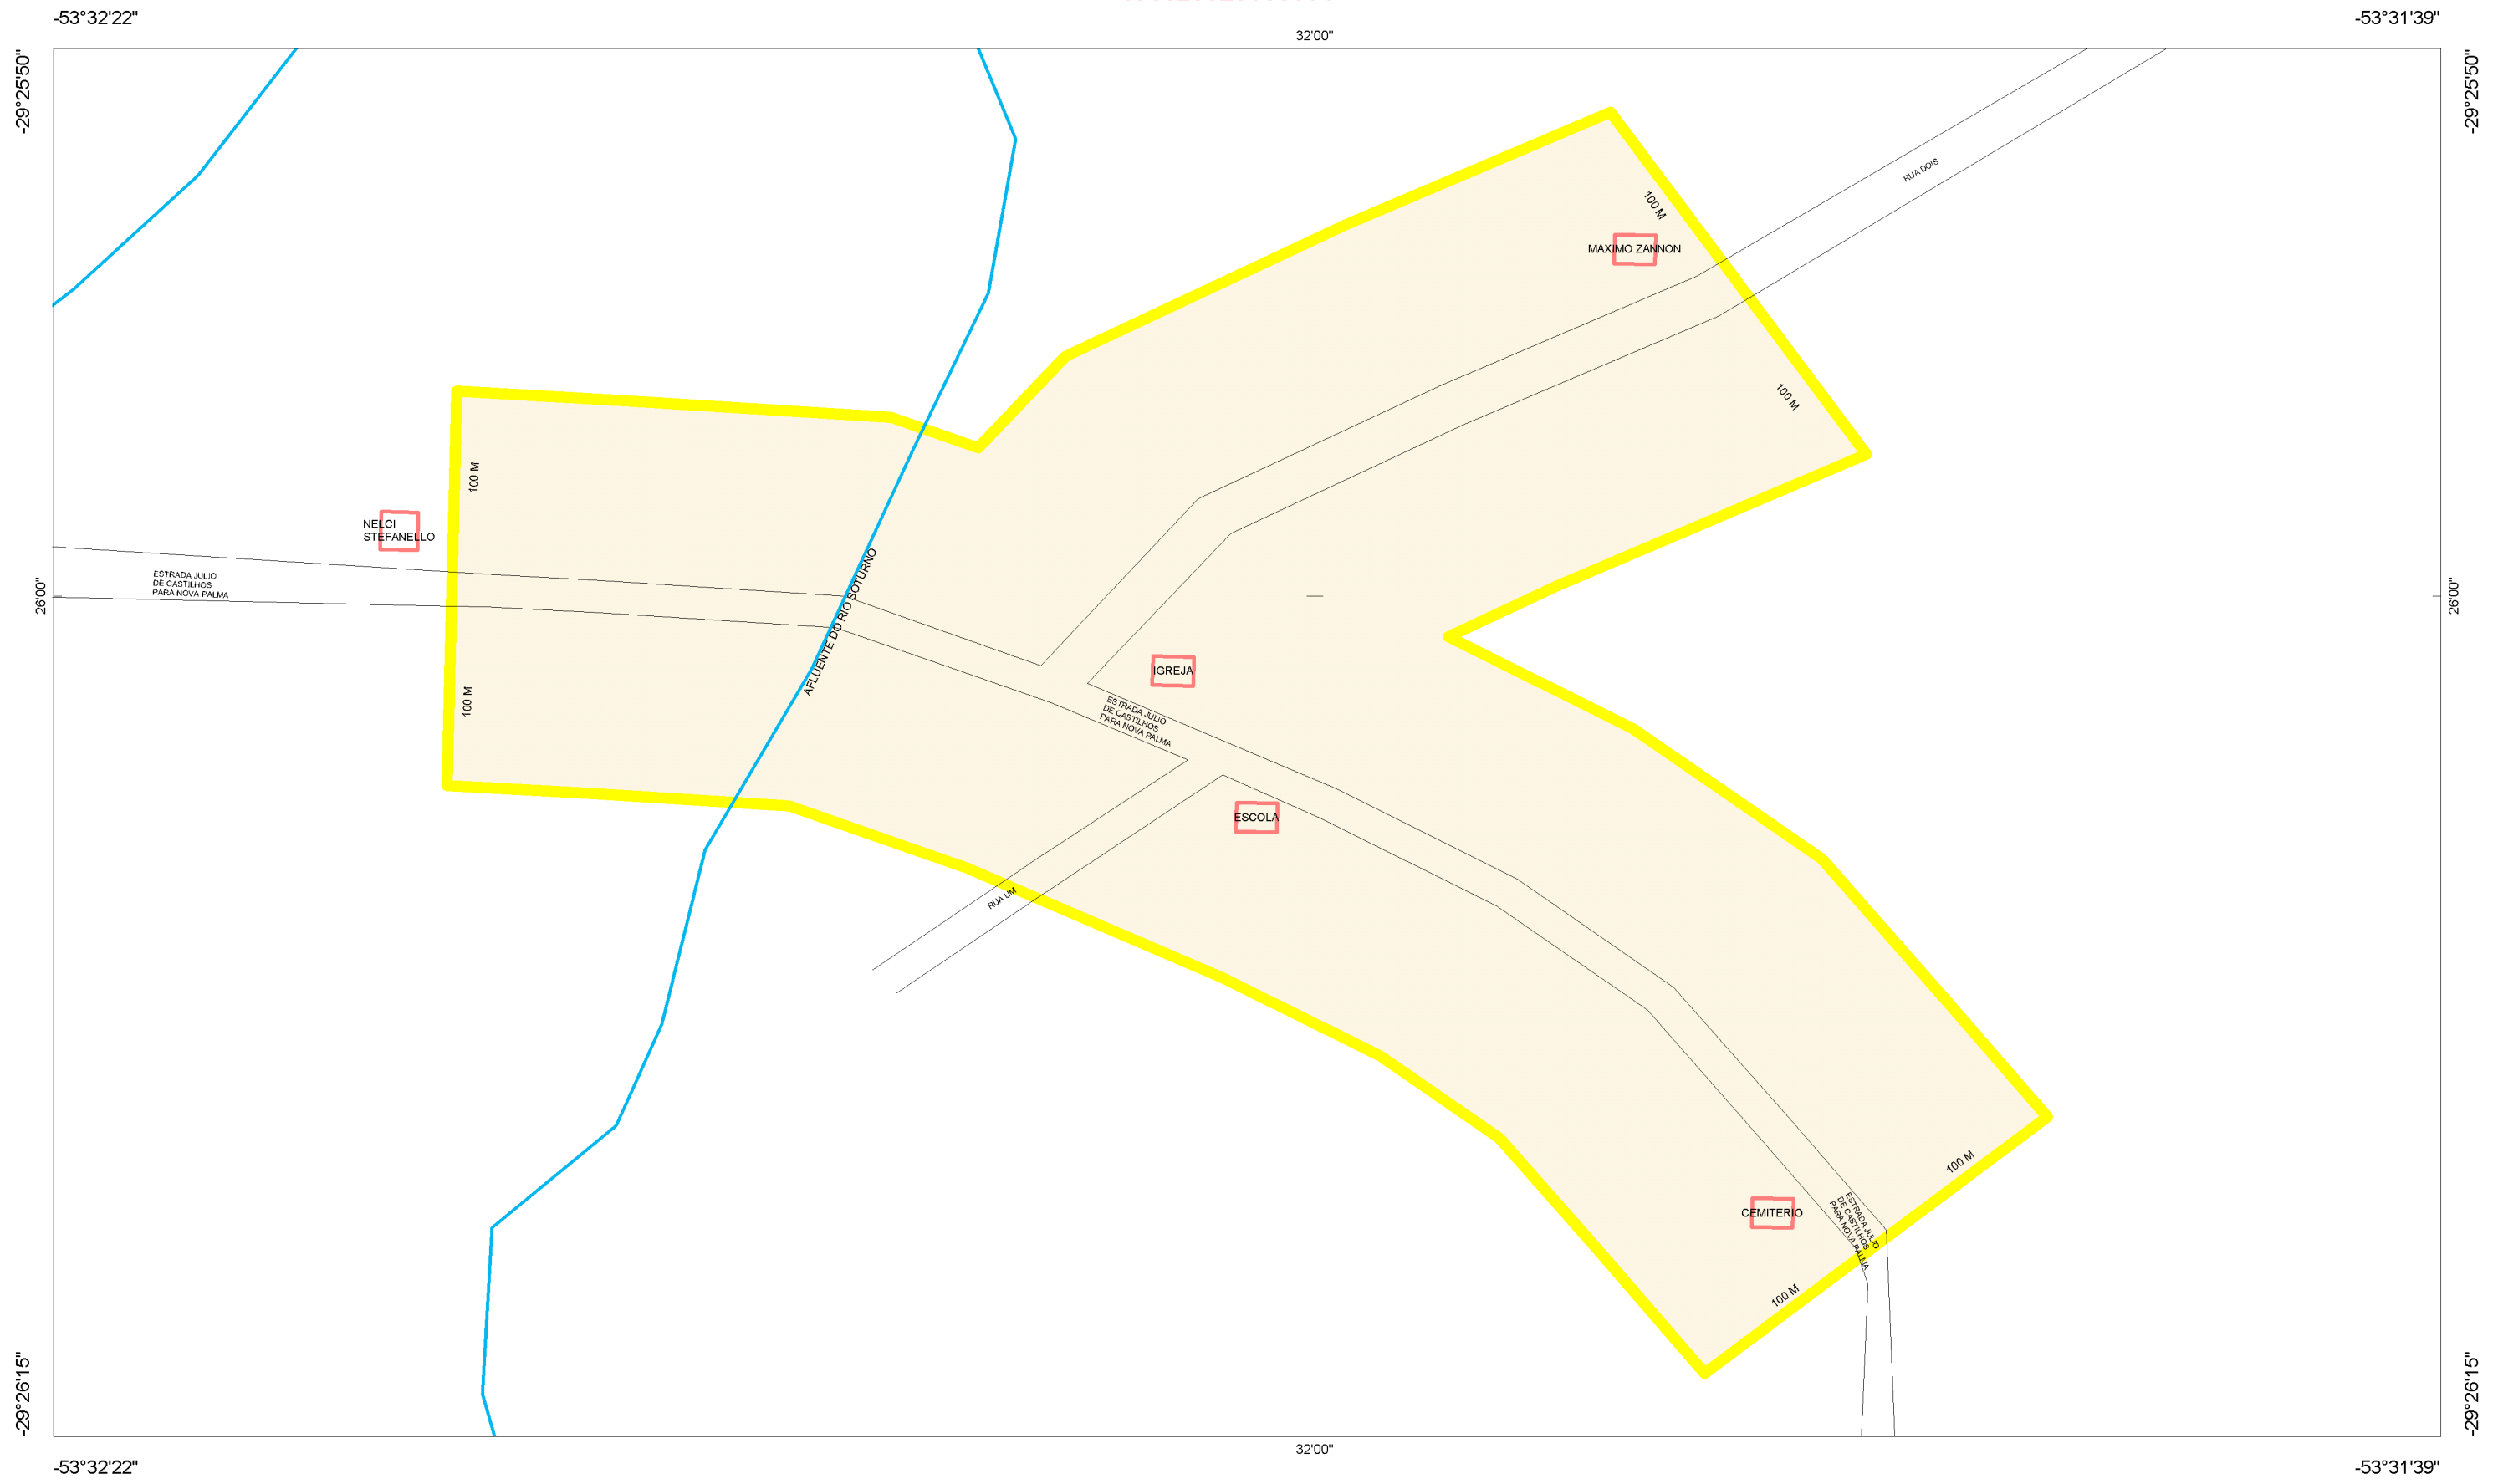 -53°32'22"
-53°31'39"
32'00"
-29°25'50"
-29°25'50"
RUA DOIS
100 M
MAXIMO ZANNON
100 M
100 M
NELCI
STEFANELLO
ESTRADA JULIO
DE CASTILHOS
PARA NOVA PALMA
26'00"
26'00"
AFLUENTE DO RIO SOTURNO
IGREJA
100 M
ESTRADA JULIO
DE CASTILHOS
PARA NOVA PALMA
ESCOLA
RUA UM
100 M
CEMITERIO
ESTRADA JULIO
DE CASTILHOS
PARA NOVA PALMA
100 M
-29°26'15"
-29°26'15"
32'00"
-53°32'22"
-53°31'39"